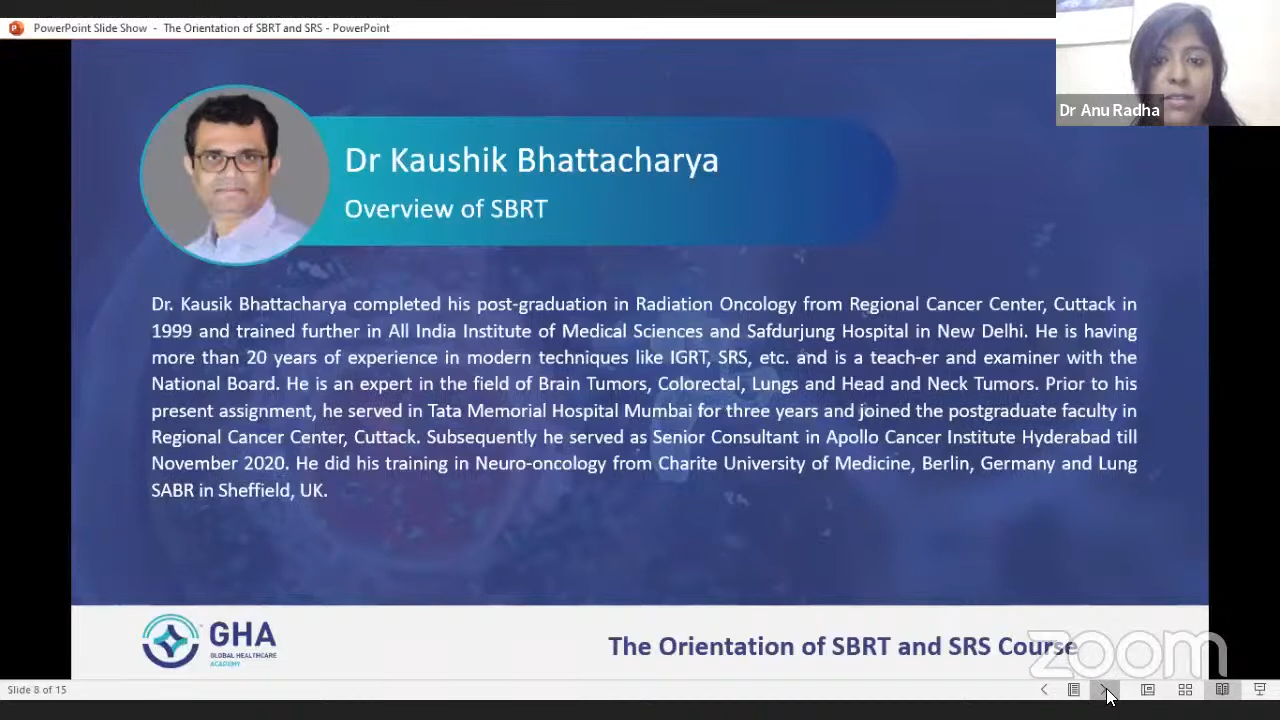 PowerPoint Slide Show - The Orientation of SBRT and SRS - PowerPoint
Dr Anu Radha
Dr Kaushik Bhattacharya
Overview of SBRT
Dr. Kausik Bhattacharya completed his post-graduation in Radiation Oncology from Regional Cancer Center, Cuttack in
1999 and trained further in All India Institute of Medical Sciences and Safdurjung Hospital in New Delhi. He is having
more than 20 years of experience in modern techniques like IGRT, SRS, etc. and is a teach-er and examiner with the
National Board. He is an expert in the field of Brain Tumors, Colorectal, Lungs and Head and Neck Tumors. Prior to his
present assignment, he served in Tata Memorial Hospital Mumbai for three years and joined the postgraduate faculty in
Regional Cancer Center, Cuttack. Subsequently he served as Senior Consultant in Apollo Cancer Institute Hyderabad till
November 2020. He did his training in Neuro-oncology from Charite University of Medicine, Berlin, Germany and Lung
SABR in Sheffield, UK.
GHA
GLOBAL HEALTHCARE
ACADEMY
The Orientation of SBRT and SRS Course
zoom
Slide 8 of 15